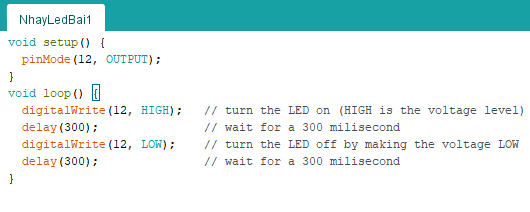 NhayLedBai1
void setup() {
  pinMode(12, OUTPUT);
}
void loop() {
  digitalWrite(12, HIGH);   // turn the LED on (HIGH is the voltage level)
  delay(300);               // wait for a 300 milisecond
  digitalWrite(12, LOW);    // turn the LED off by making the voltage LOW
  delay(300);               // wait for a 300 milisecond
}